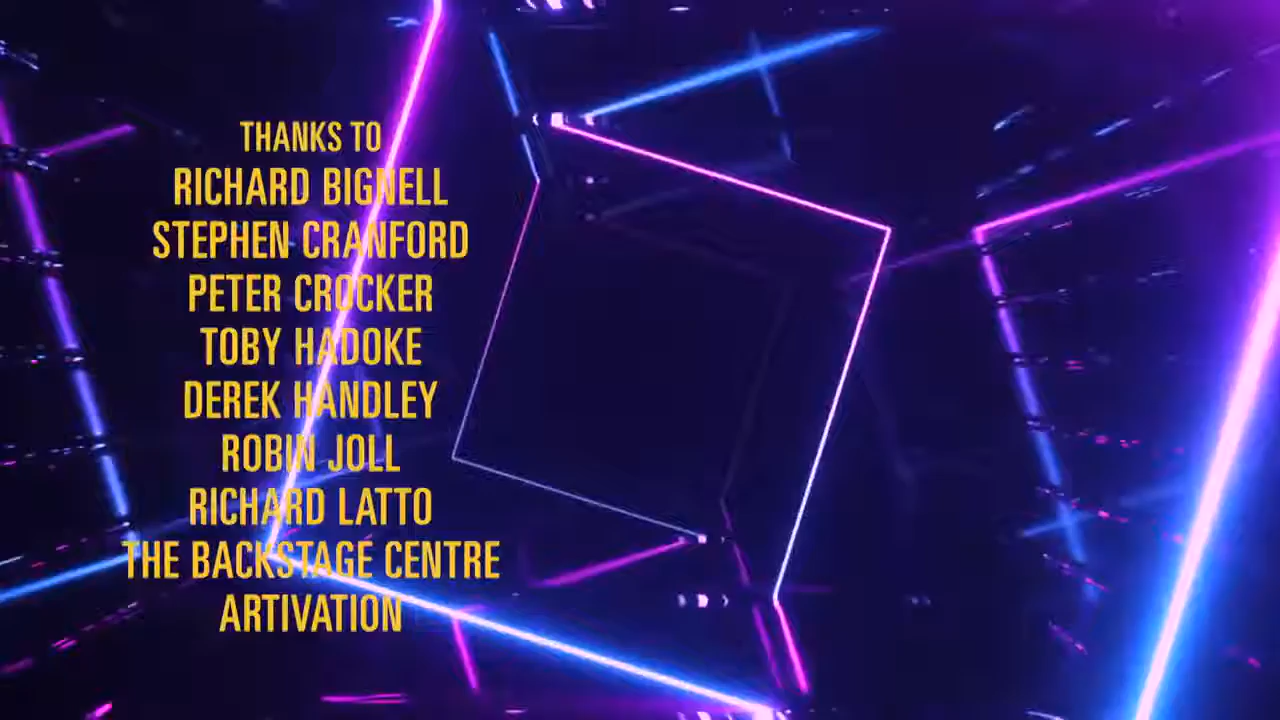 THANKS TO
RICHARD BIGNELL
STEPHEN CRANFORD
PETER CROCKER
TOBY HADOKE
DEREK HANDLEY
ROBIN JOLL
RICHARD LATTO
THE BACKSTAGE CENTRE
ARTIVATION